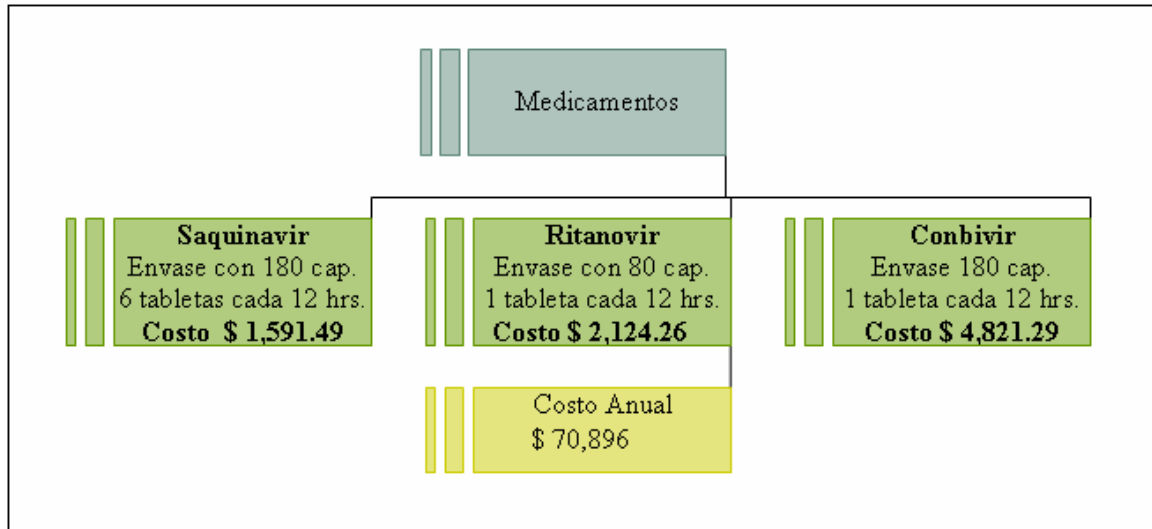 Medicamentos
Saquinavir
Envase con 180 cap.
6 tabletas cada 12 hrs.
Costo $ 1,591.49
Ritanovir
Envase con 80 cap.
1 tableta cada 12 hrs.
Costo $ 2,124.26
Conbivir
Envase 180 cap.
1 tableta cada 12 hrs.
Costo $ 4,821.29
Costo Anual
$ 70,896